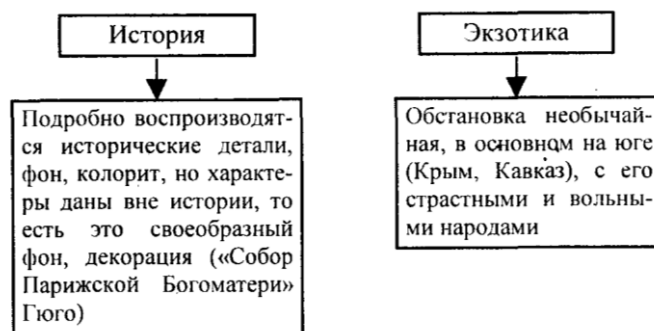 История
Подробно воспроизводят-
ся исторические детали,
фон, колорит, но характе-
ры даны вне истории, то
есть это своеобразный
фон, декорация («Собор
Парижской Богоматери»
Гюго)
Экзотика
Обстановка необычай-
ная, в основном на юге
(Крым, Кавказ), с его
страстными и вольны-
ми народами